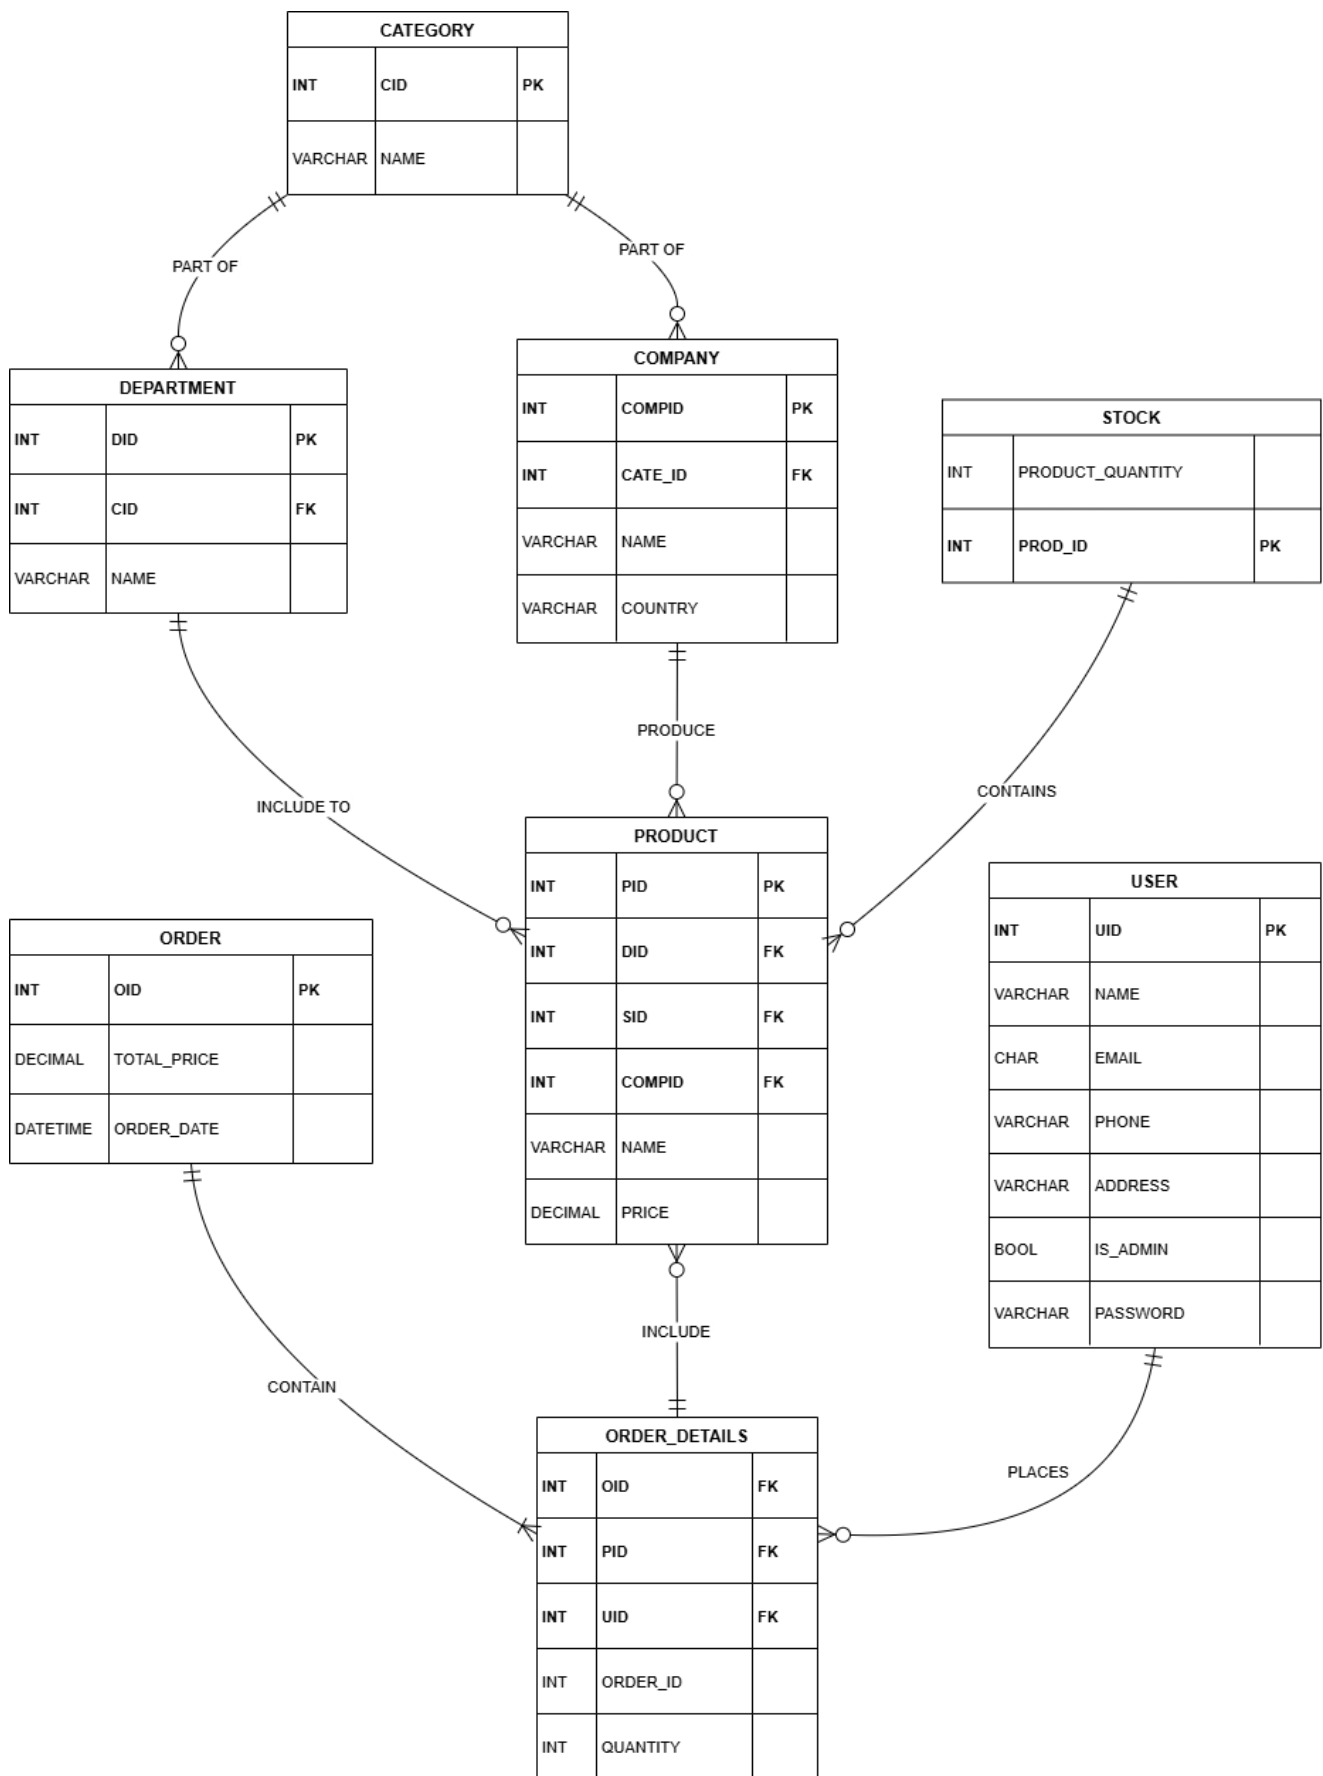 CATEGORY
INT CID PK
VARCHAR NAME
PART OF
PART OF
DEPARTMENT
INT DID PK
INT CID FK
VARCHAR NAME
COMPANY
INT COMPID PK
INT CATE_ID FK
VARCHAR NAME
VARCHAR COUNTRY
STOCK
INT PRODUCT_QUANTITY
INT PROD_ID PK
INCLUDE TO
PRODUCE
CONTAINS
PRODUCT
INT PID PK
INT DID FK
INT SID FK
INT COMPID FK
VARCHAR NAME
DECIMAL PRICE
ORDER
INT OID PK
DECIMAL TOTAL_PRICE
DATETIME ORDER_DATE
USER
INT UID PK
VARCHAR NAME
CHAR EMAIL
VARCHAR PHONE
VARCHAR ADDRESS
BOOL IS_ADMIN
VARCHAR PASSWORD
CONTAIN
INCLUDE
PLACES
ORDER_DETAILS
INT OID FK
INT PID FK
INT UID FK
INT ORDER_ID
INT QUANTITY